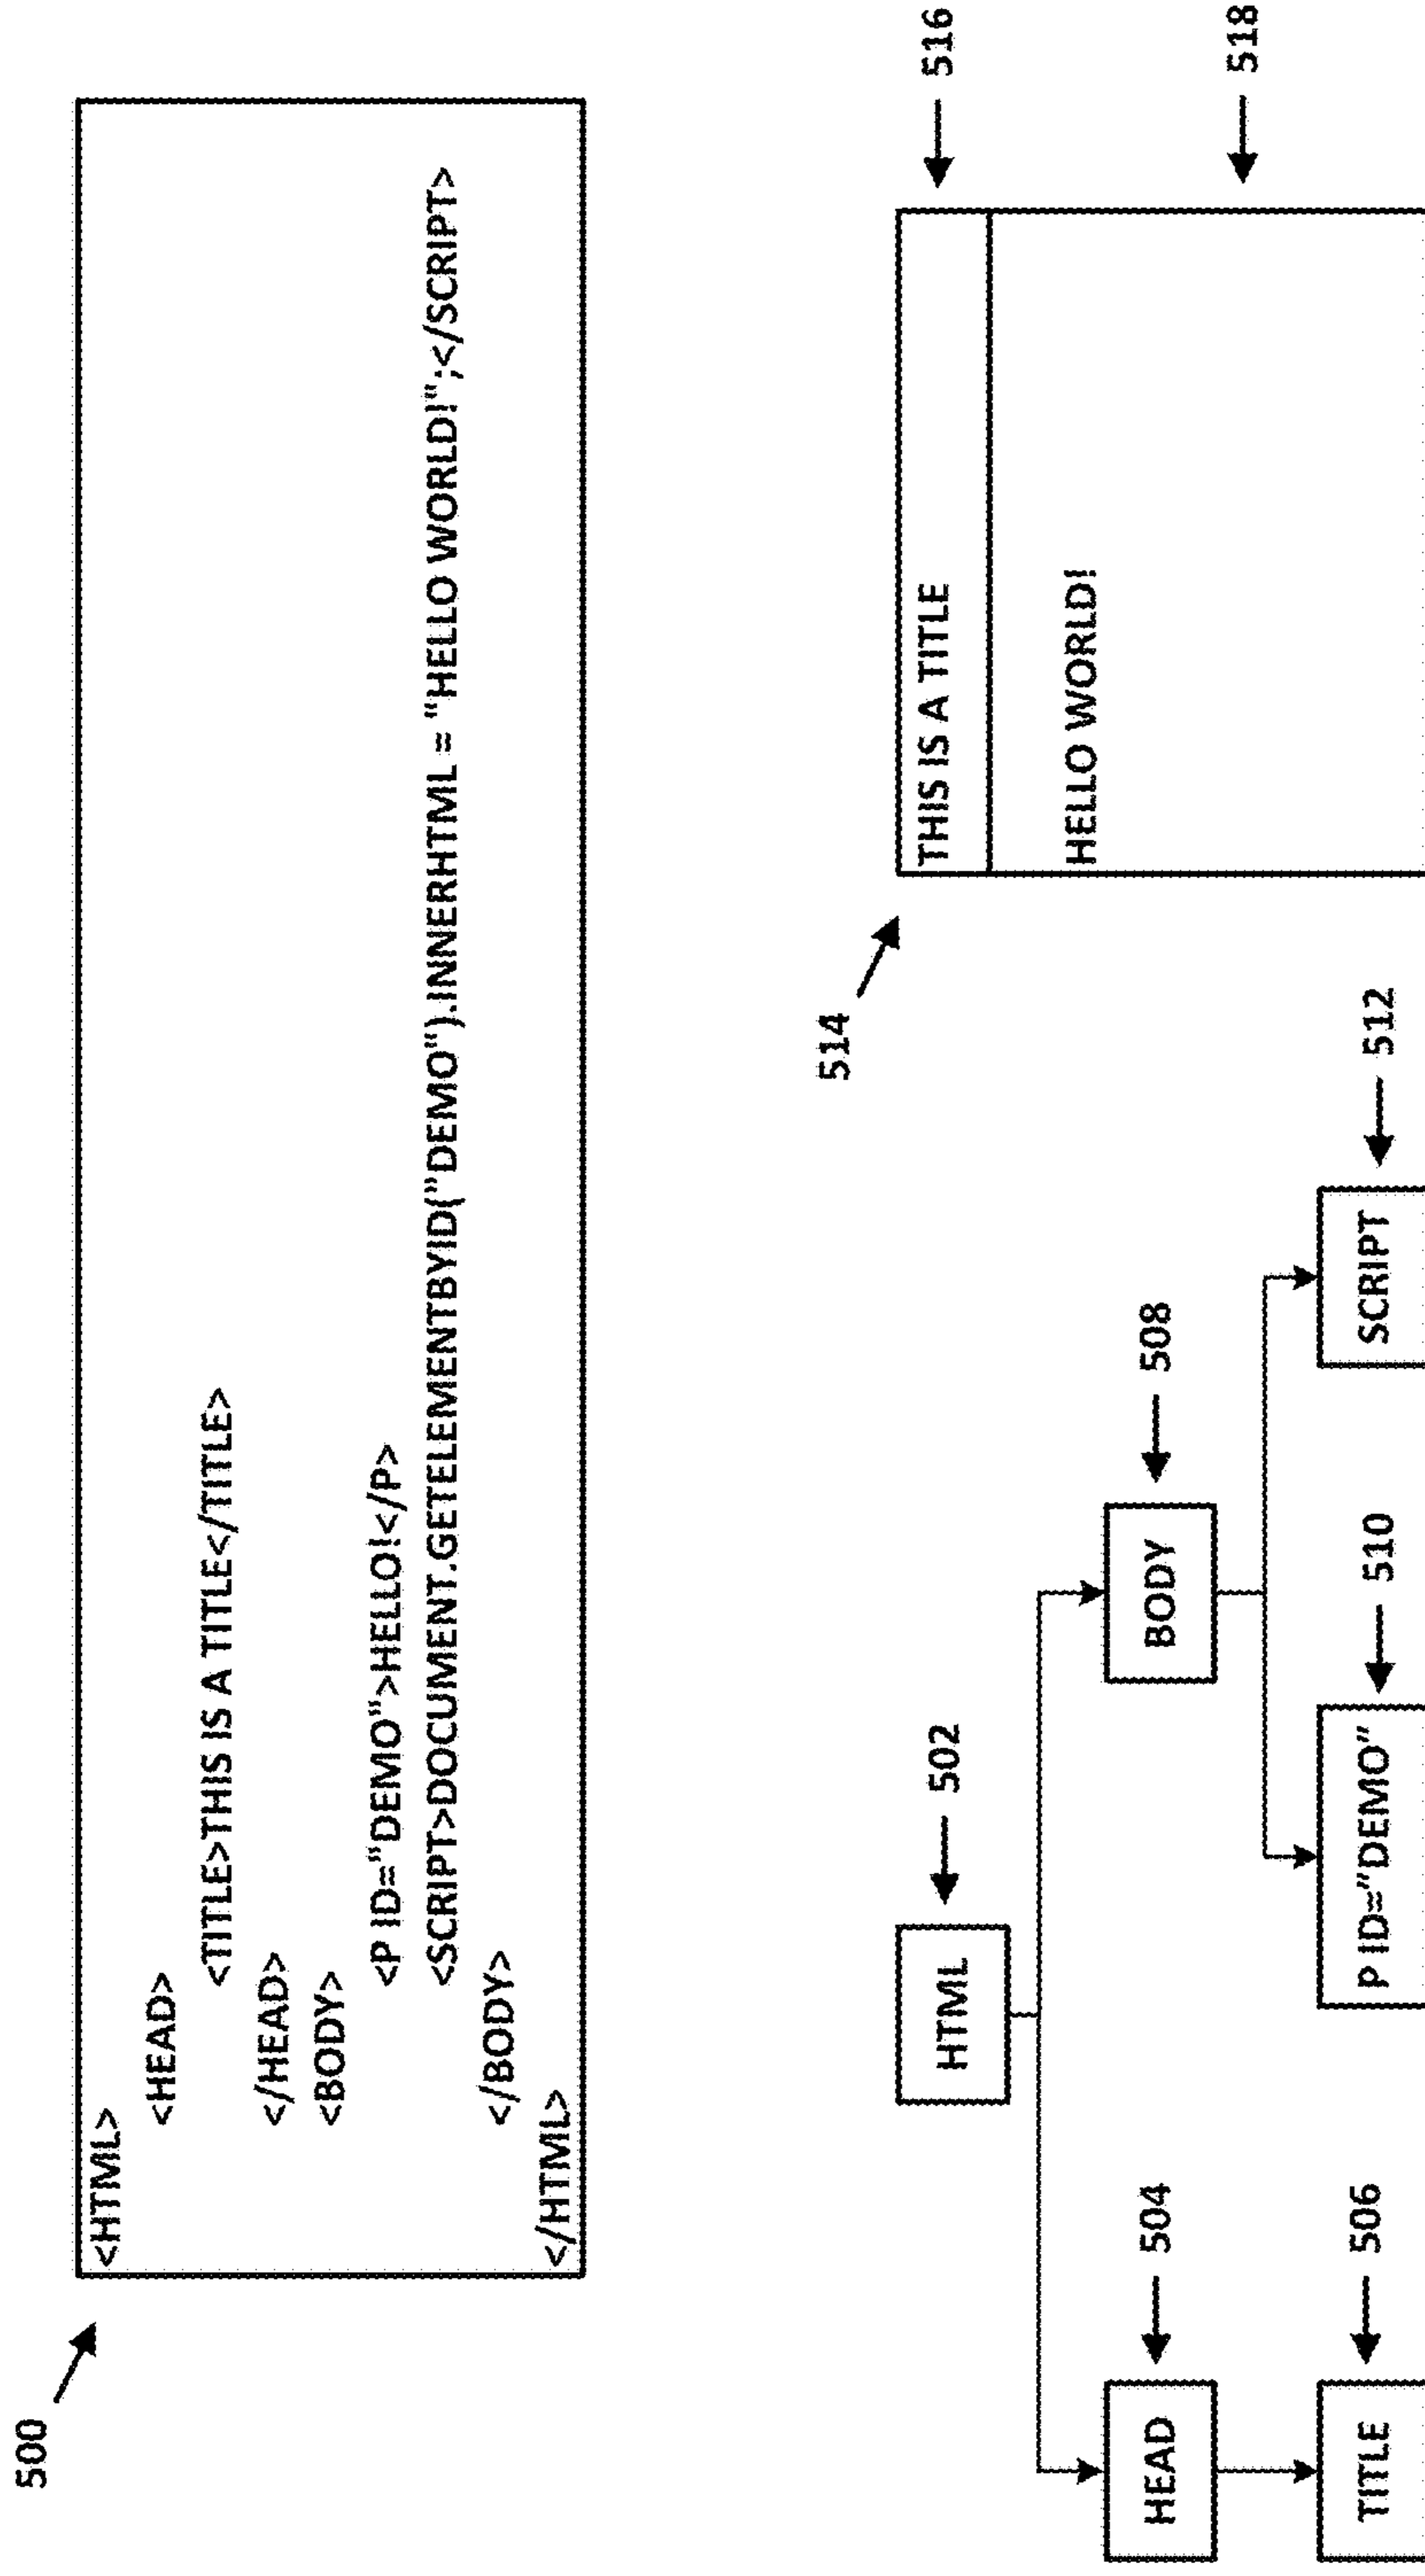 500
<HTML>
<HEAD>
<TITLE>THIS IS A TITLE</TITLE>
</HEAD>
<BODY>
<P ID="DEMO">HELLO!</P>
<SCRIPT>DOCUMENT.GETELEMENTBYID("DEMO").INNERHTML = "HELLO WORLD!";</SCRIPT>
</BODY>
</HTML>
HTML
502
HEAD
504
BODY
508
TITLE
506
P ID="DEMO"
510
SCRIPT
512
514
THIS IS A TITLE
516
HELLO WORLD!
518